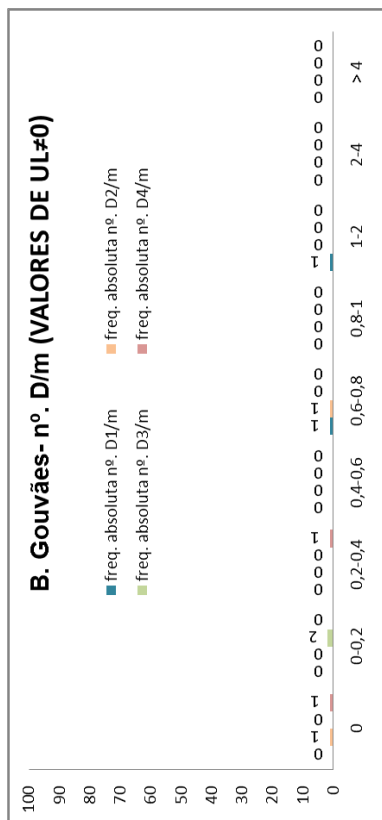 B. Gouvães- nº. D/m (VALORES DE UL≠0)
freq. absoluta nº. D1/m
freq. absoluta nº. D2/m
freq. absoluta nº. D3/m
freq. absoluta nº. D4/m
100
90
80
70
60
50
40
30
20
10
0
0 1 0 1 0 0 2 0 0 0 0 1 0 0 0 0 1 1 0 0 0 0 0 0 1 0 0 0 0 0 0 0 0 0 0 0
0 0-0,2 0,2-0,4 0,4-0,6 0,6-0,8 0,8-1 1-2 2-4 > 4